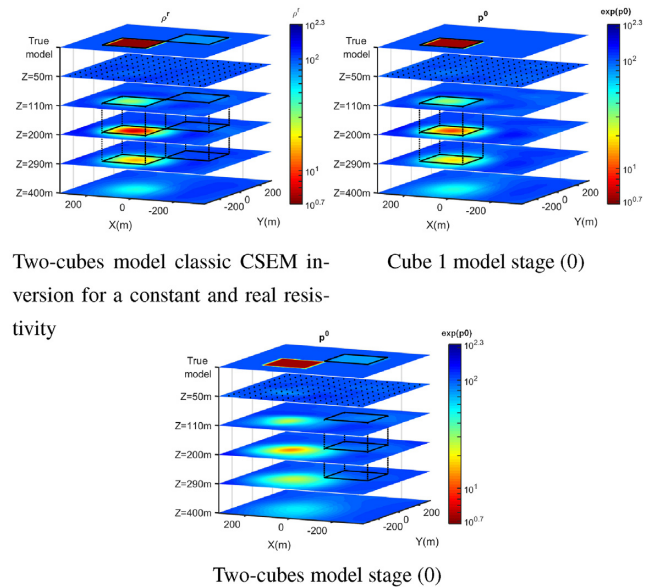 ρʳ
ρʳ
True
model
Z=50m
Z=110m
Z=200m
Z=290m
Z=400m
200
0
-200
X(m)
-200
0
200
Y(m)
10^2.3
10^2
10^1
10^0.7
Two-cubes model classic CSEM in-
version for a constant and real resis-
tivity
p⁰
exp(p0)
True
model
Z=50m
Z=110m
Z=200m
Z=290m
Z=400m
200
0
-200
X(m)
-200
0
200
Y(m)
10^2.3
10^2
10^1
10^0.7
Cube 1 model stage (0)
p⁰
exp(p0)
True
model
Z=50m
Z=110m
Z=200m
Z=290m
Z=400m
200
0
-200
X(m)
-200
0
200
Y(m)
10^2.3
10^2
10^1
10^0.7
Two-cubes model stage (0)